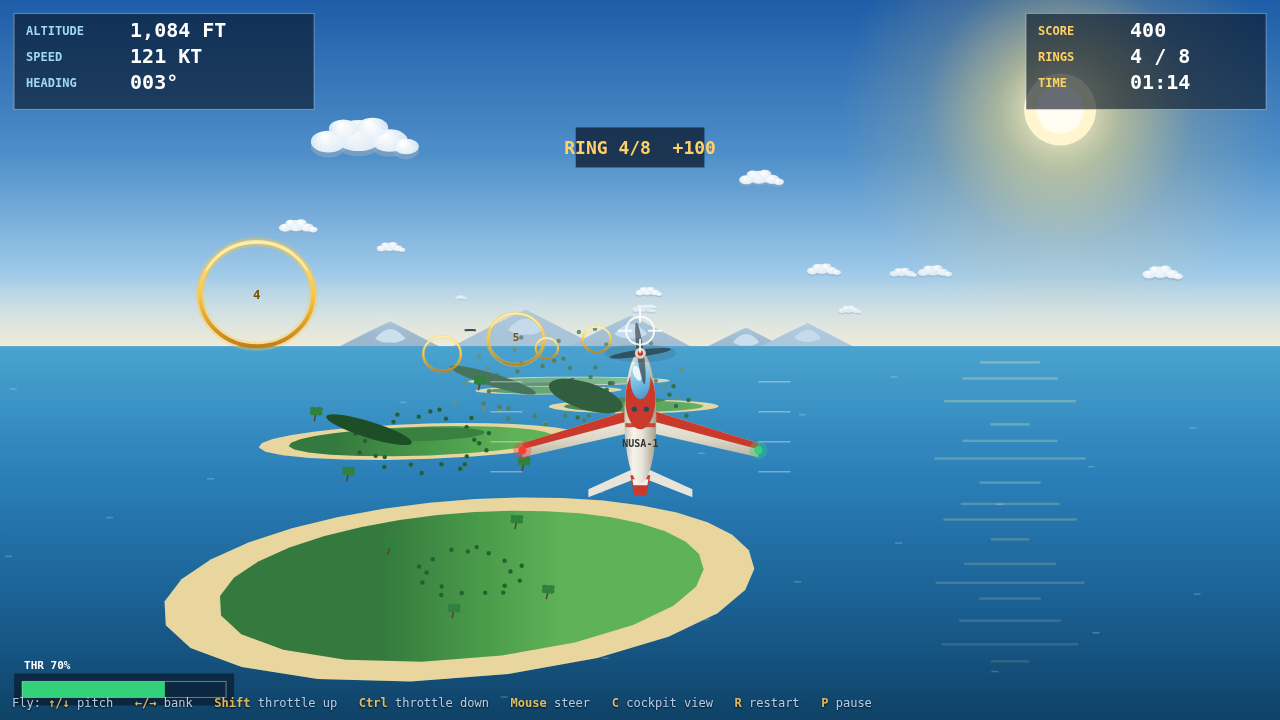 ALTITUDE 1,084 FT
SPEED 121 KT
HEADING 003°
SCORE 400
RINGS 4 / 8
TIME 01:14
RING 4/8 +100
4
5
NUSA-1
THR 70%
Fly: ↑/↓ pitch ←/→ bank Shift throttle up Ctrl throttle down Mouse steer C cockpit view R restart P pause